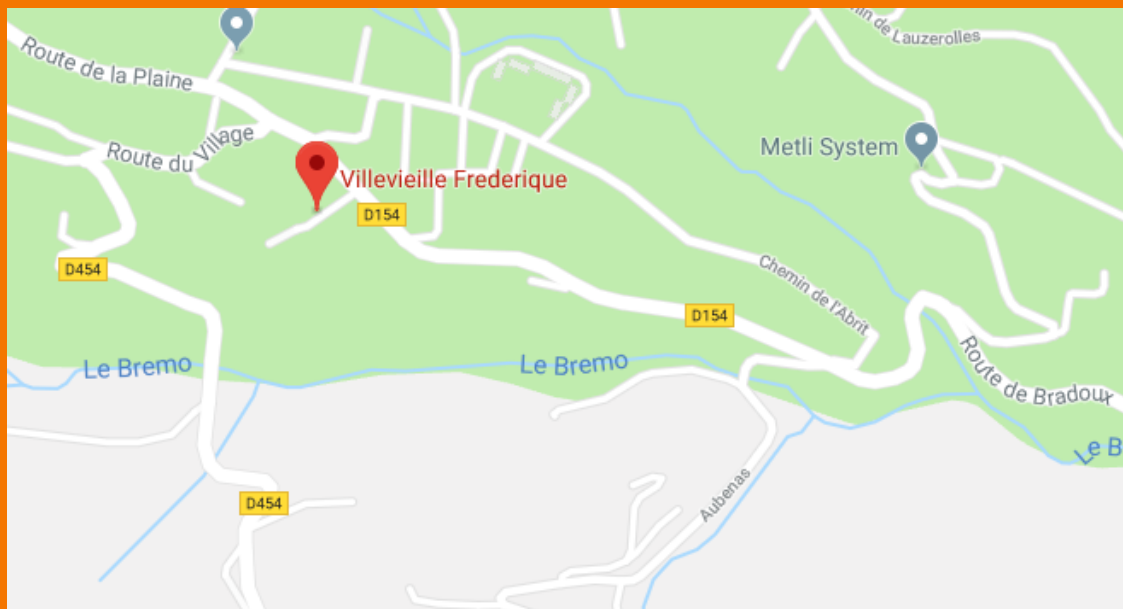 Route de la Plaine
min de Lauzerolles
Route du Village
Metli System
Villevieille Frederique
D154
D454
Chemin de l'Abrit
D154
Le Bremo
Le Bremo
Route de Bradoux
Le B
Aubenas
D454